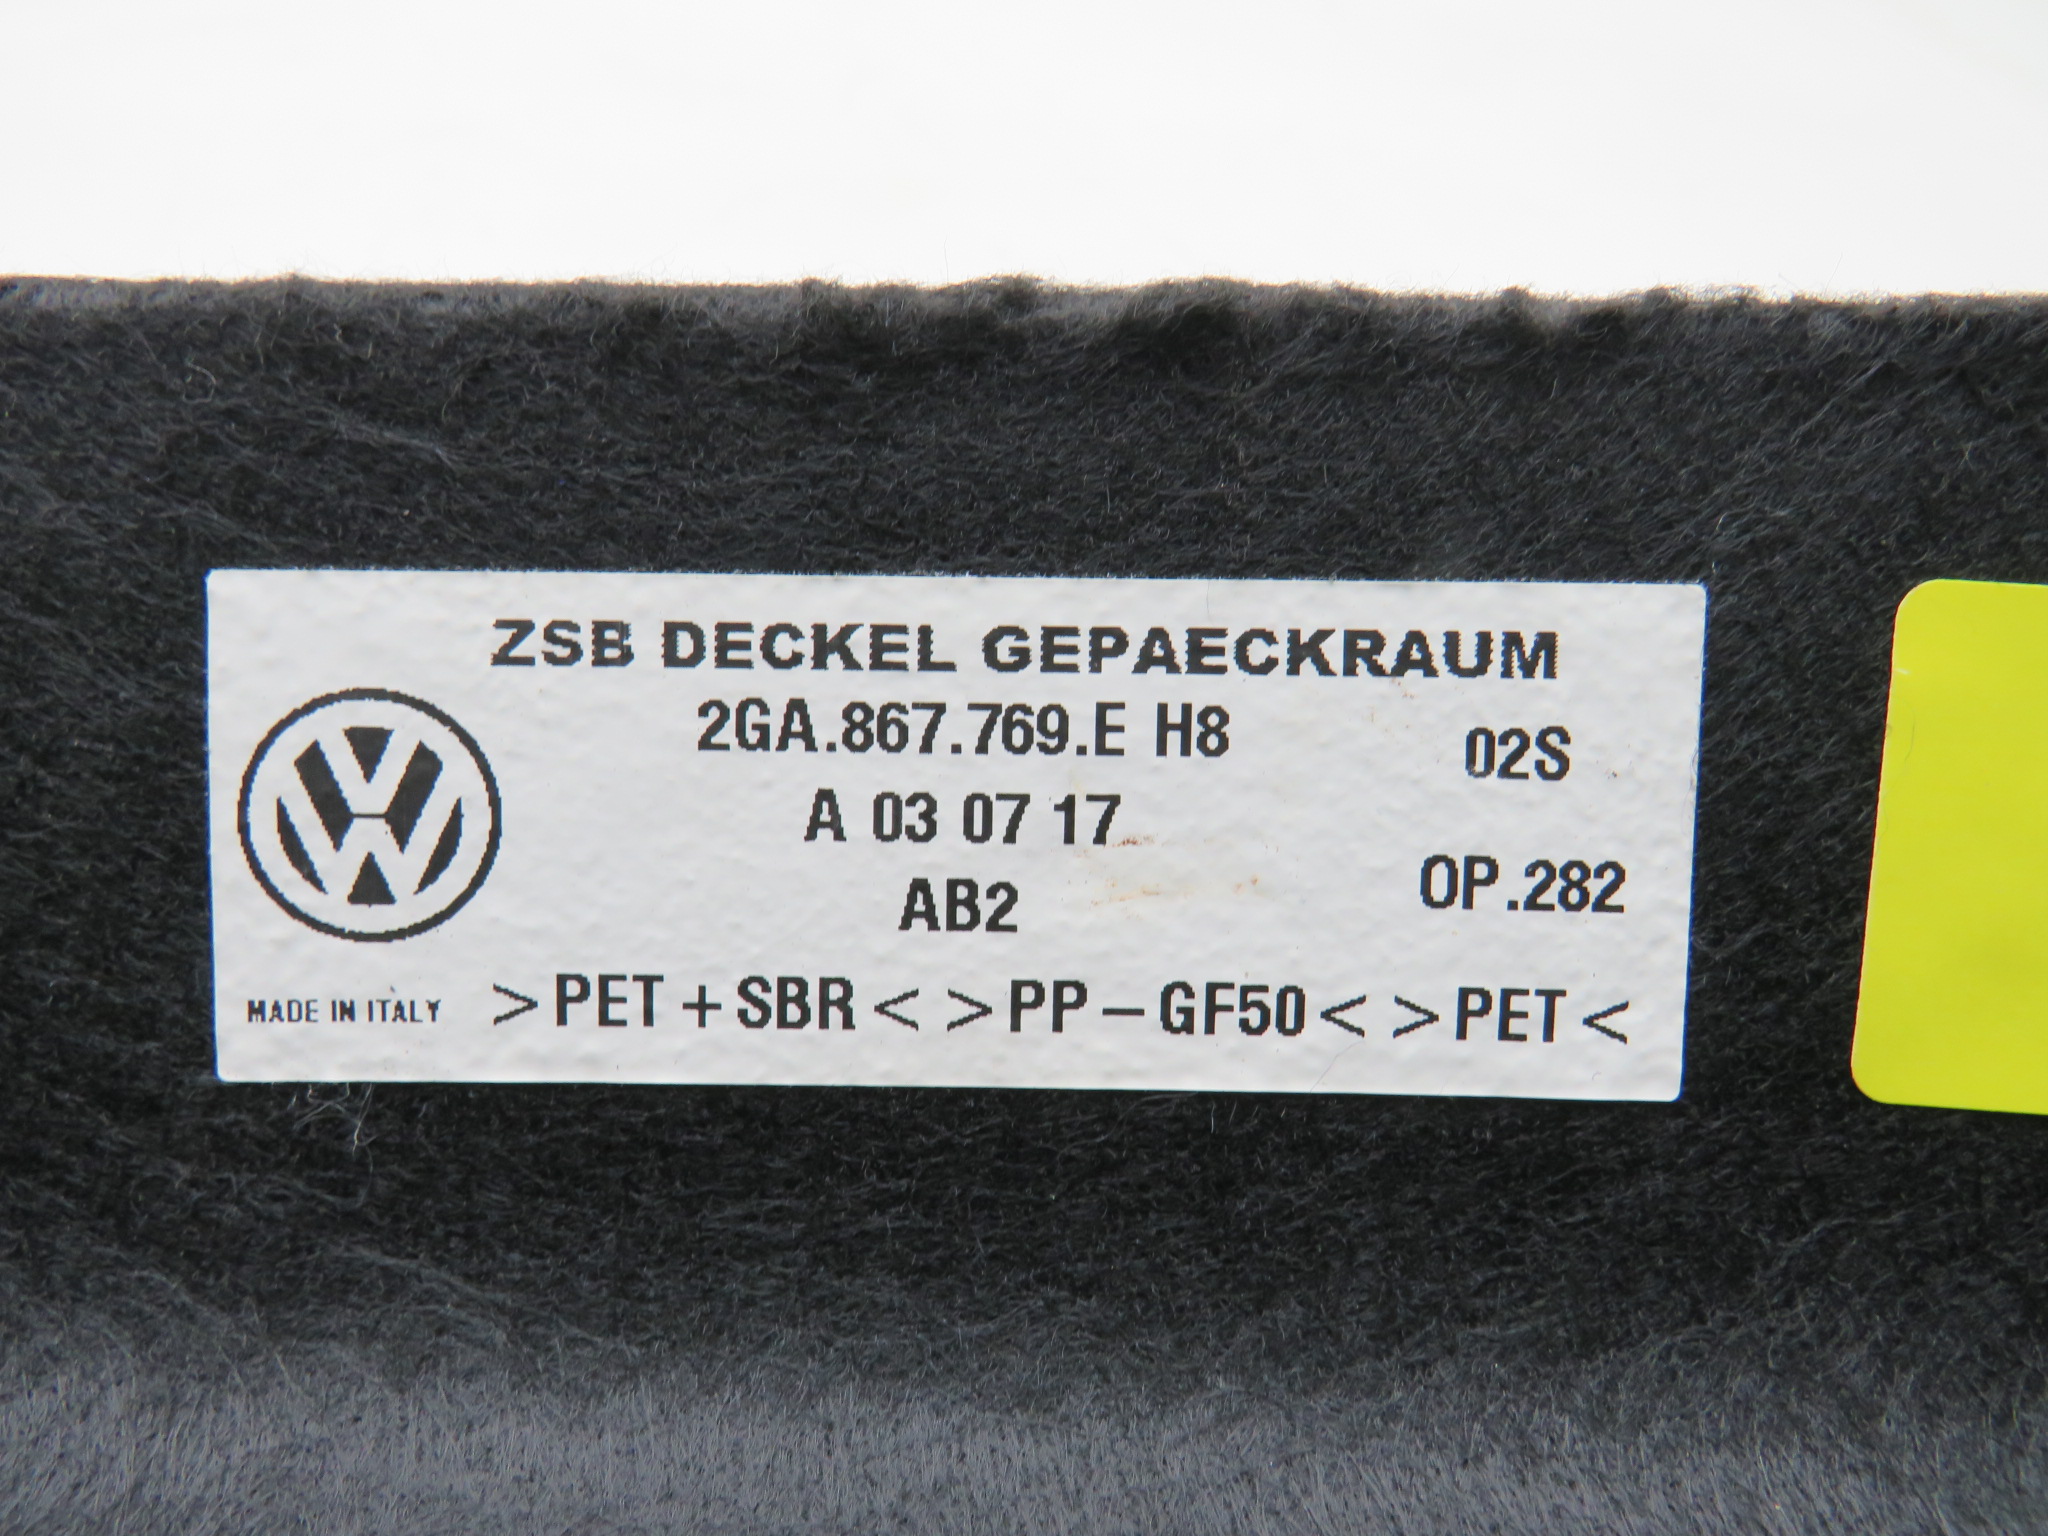 ZSB DECKEL GEPAECKRAUM
2GA.867.769.E H8
02S
A 03 07 17
AB2
OP.282
MADE IN ITALY
>PET+SBR<>PP-GF50<>PET<